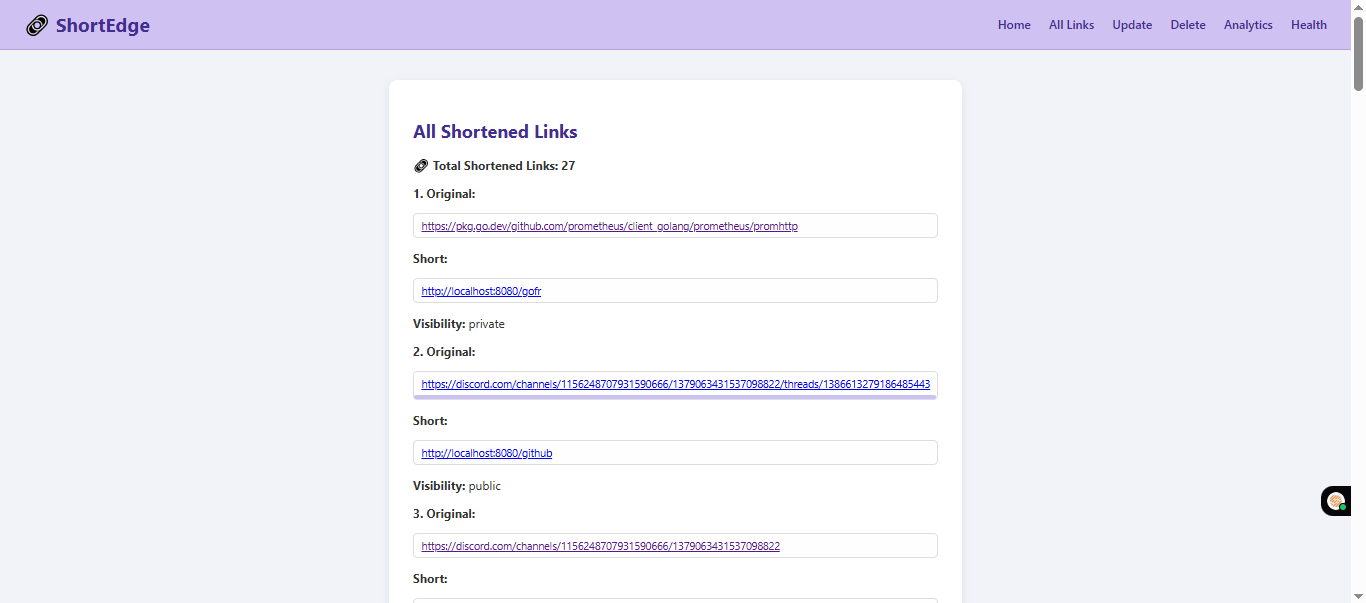 ShortEdge
Home All Links Update Delete Analytics Health
All Shortened Links
Total Shortened Links: 27
1. Original:
https://pkg.go.dev/github.com/prometheus/client_golang/prometheus/promhttp
Short:
http://localhost:8080/gofr
Visibility: private
2. Original:
https://discord.com/channels/1156248707931590666/1379063431537098822/threads/1386613279186485443
Short:
http://localhost:8080/github
Visibility: public
3. Original:
https://discord.com/channels/1156248707931590666/1379063431537098822
Short: